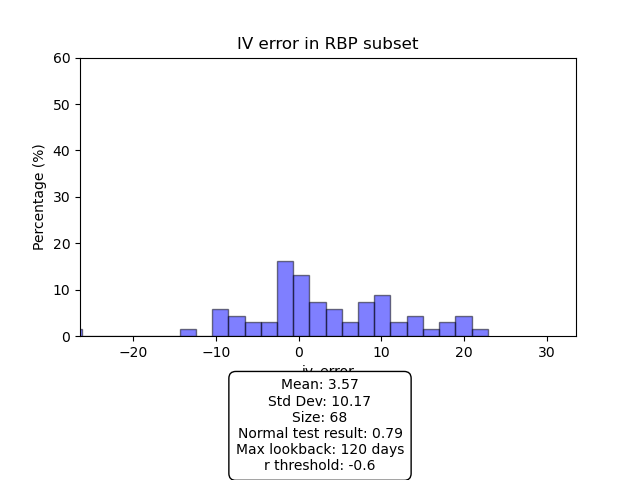 IV error in RBP subset
Percentage (%)
60
50
40
30
20
10
0
−20 −10 0 10 20 30
iv_error
Mean: 3.57
Std Dev: 10.17
Size: 68
Normal test result: 0.79
Max lookback: 120 days
r threshold: -0.6